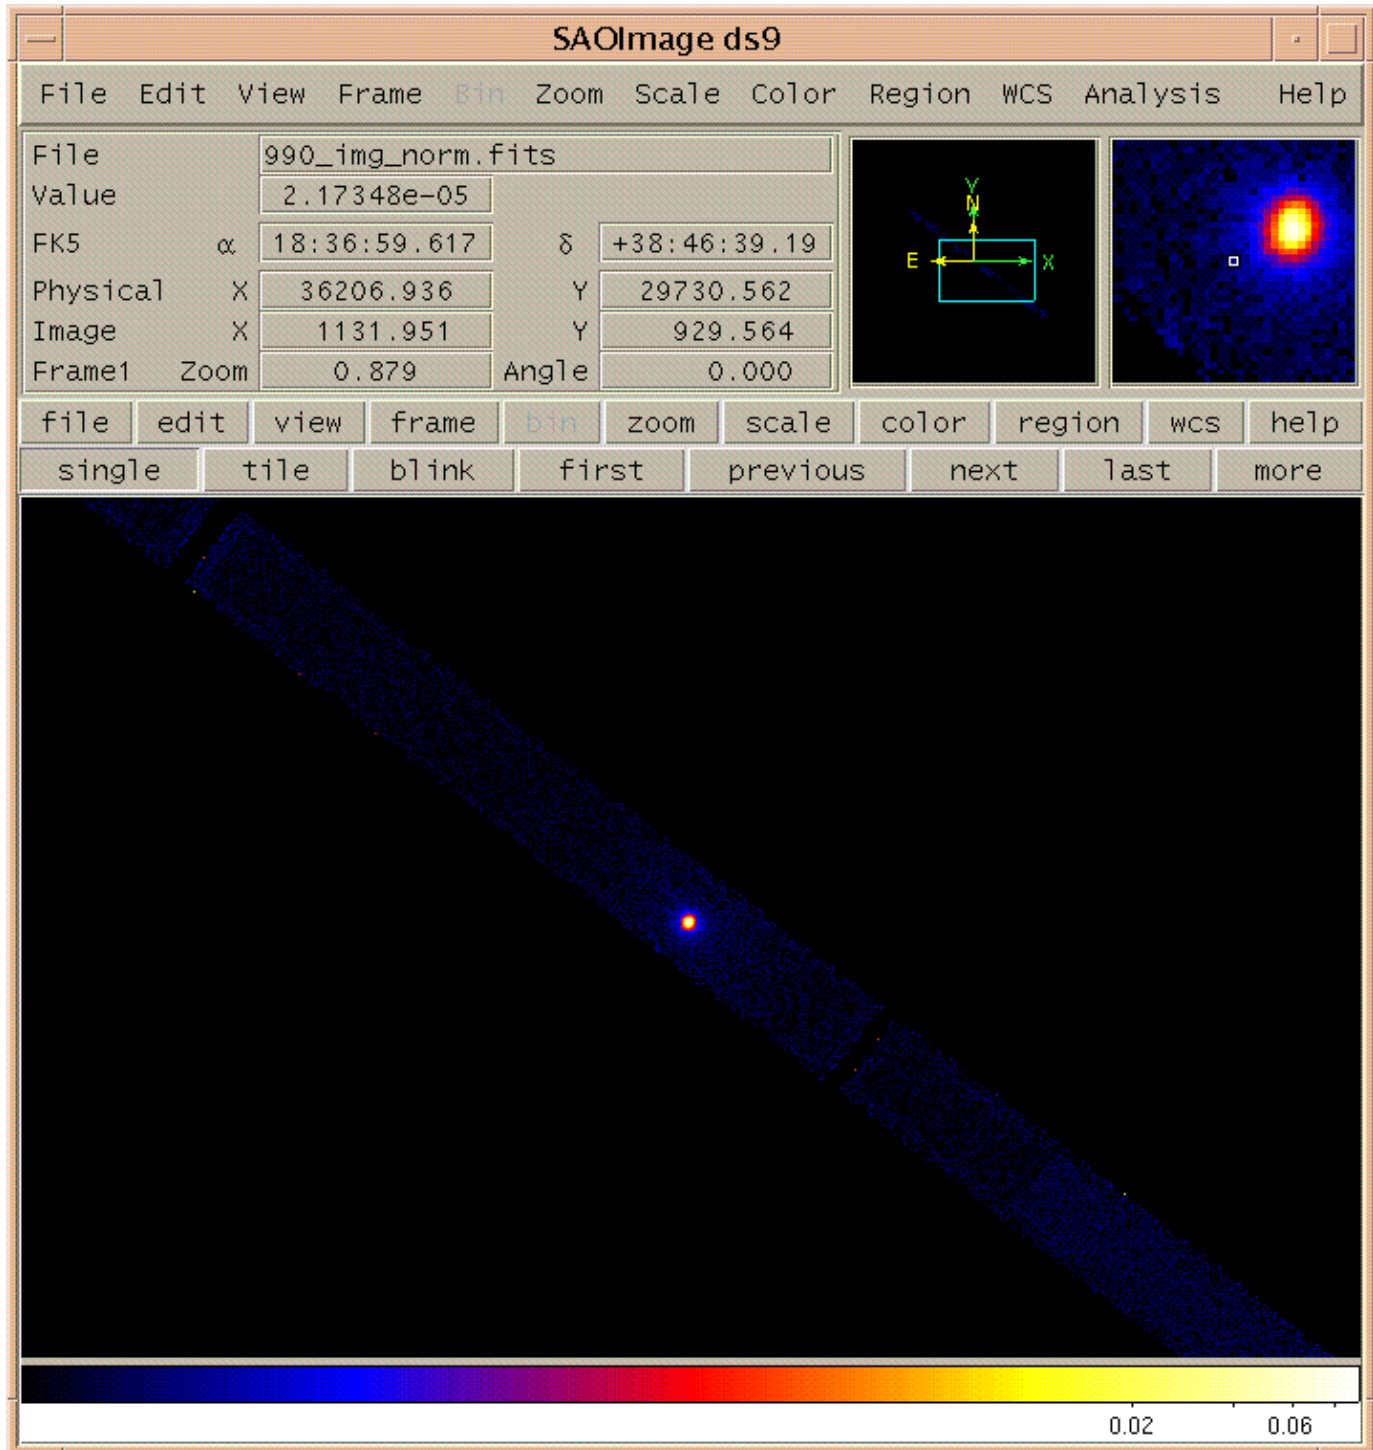 SAOImage ds9
File Edit View Frame Bin Zoom Scale Color Region WCS Analysis Help
File 990_img_norm.fits
Value 2.17348e-05
FK5 α 18:36:59.617 δ +38:46:39.19
Physical X 36206.936 Y 29730.562
Image X 1131.951 Y 929.564
Frame1 Zoom 0.879 Angle 0.000
Y
N
E X
file edit view frame bin zoom scale color region wcs help
single tile blink first previous next last more
0.02 0.06